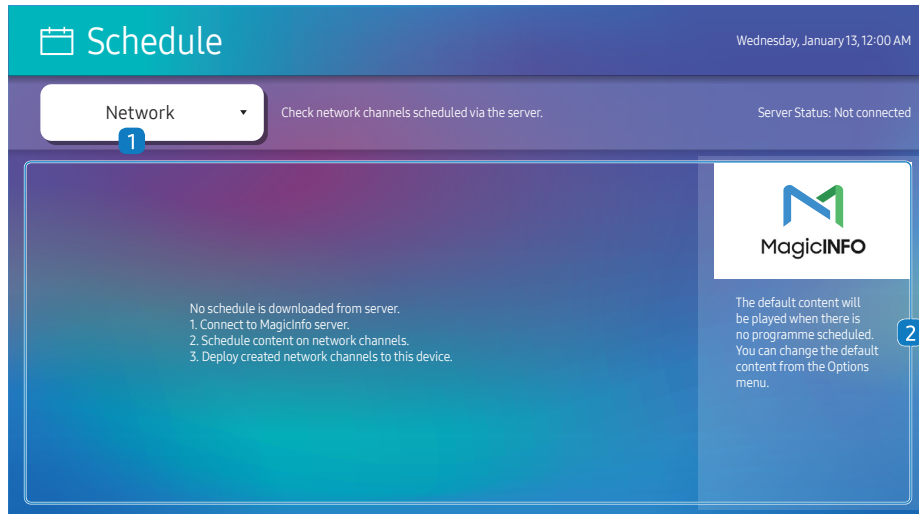 Schedule
Wednesday, January 13, 12:00 AM
Network
Check network channels scheduled via the server.
Server Status: Not connected
1
MagicINFO
No schedule is downloaded from server.
1. Connect to MagicInfo server.
2. Schedule content on network channels.
3. Deploy created network channels to this device.
The default content will
be played when there is
no programme scheduled.
You can change the default
content from the Options
menu.
2